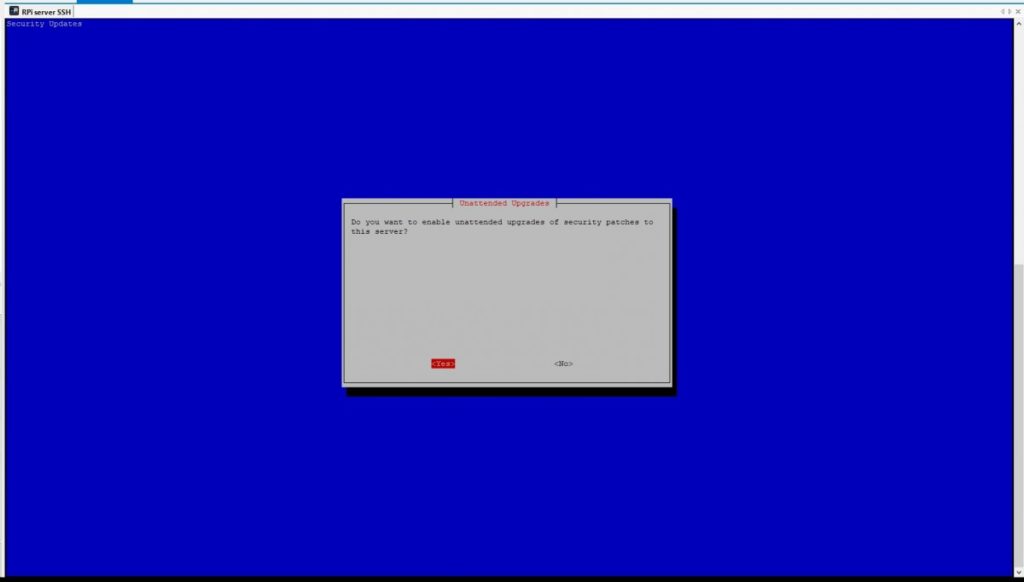 RPi server SSH
Security Updates
Unattended Upgrades
Do you want to enable unattended upgrades of security patches to
this server?
<Yes>
<No>